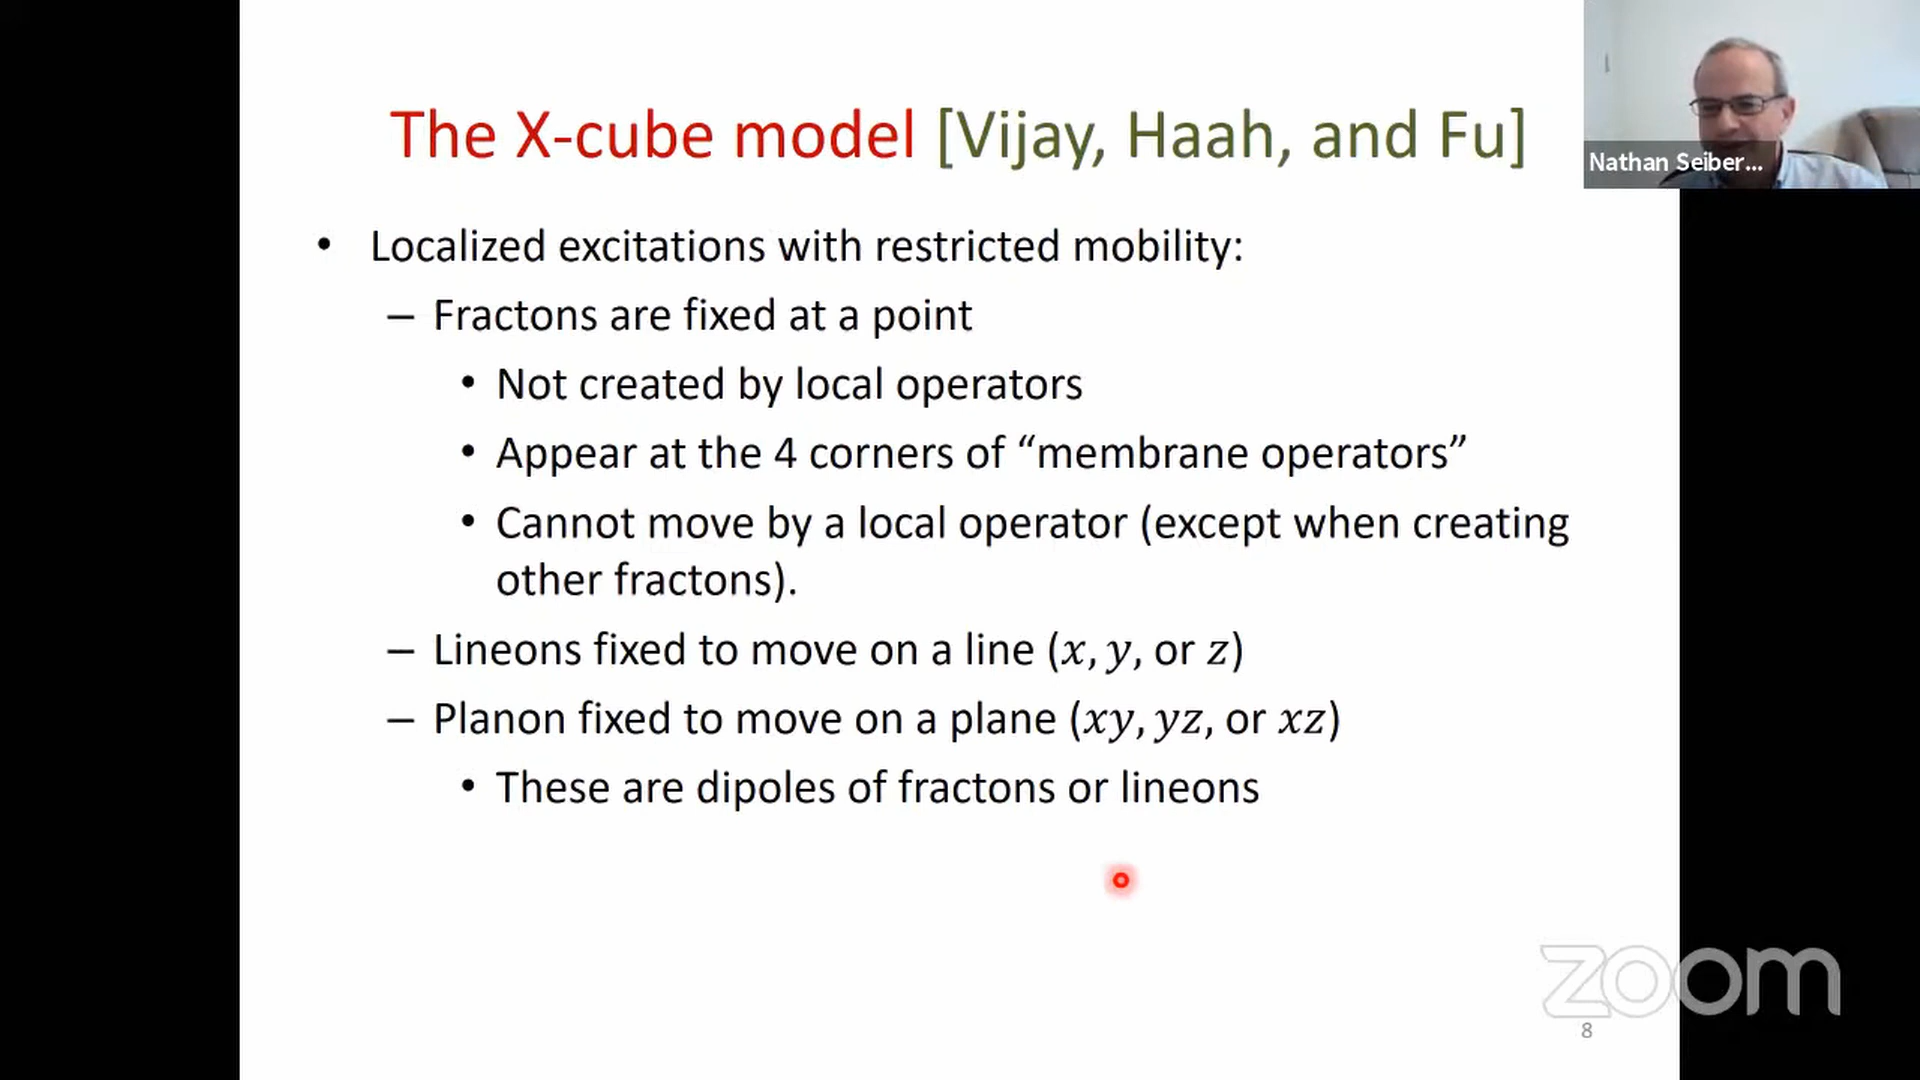 The X-cube model [Vijay, Haah, and Fu]
Nathan Seiber...
• Localized excitations with restricted mobility:
– Fractons are fixed at a point
• Not created by local operators
• Appear at the 4 corners of “membrane operators”
• Cannot move by a local operator (except when creating
other fractons).
– Lineons fixed to move on a line (x, y, or z)
– Planon fixed to move on a plane (xy, yz, or xz)
• These are dipoles of fractons or lineons
zoom
8